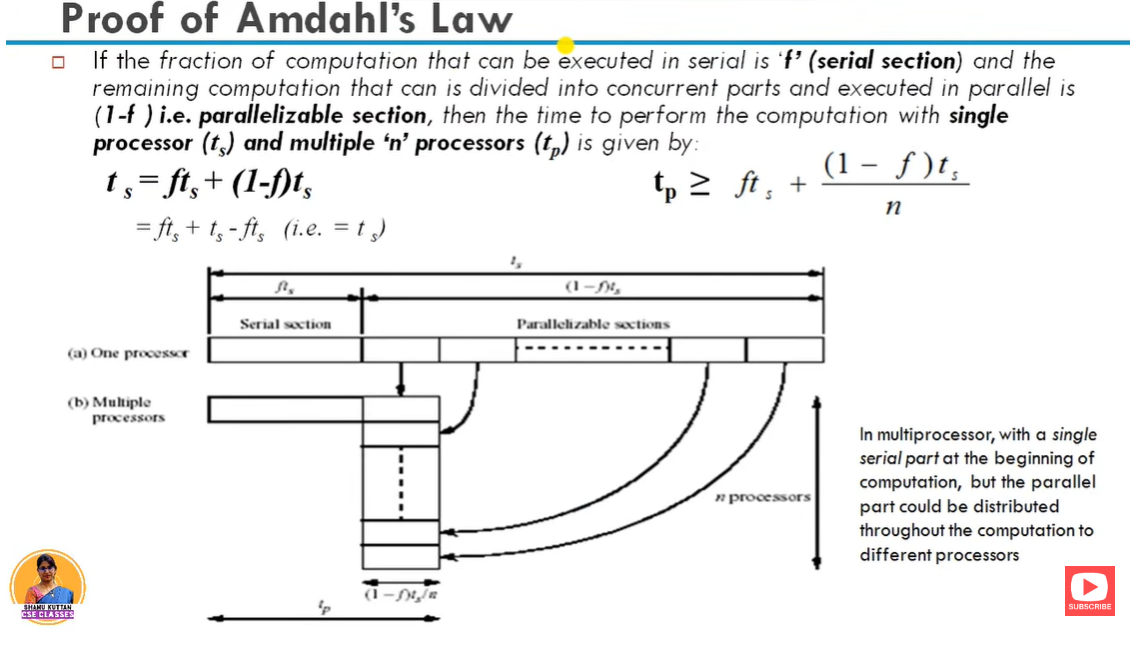 Proof of Amdahl's Law
If the fraction of computation that can be executed in serial is 'f' (serial section) and the
remaining computation that can is divided into concurrent parts and executed in parallel is
(1-f ) i.e. parallelizable section, then the time to perform the computation with single
processor (tₛ) and multiple 'n' processors (tₚ) is given by:
t ₛ = ftₛ + (1-f)tₛ
= ftₛ + tₛ - ftₛ (i.e. = t ₛ)
tₚ ≥ ft ₛ + (1 − f )t ₛ / n
tₛ
ftₛ
(1 − f)tₛ
Serial section
Parallelizable sections
(a) One processor
(b) Multiple
processors
n processors
(1 − f)tₛ/n
tₚ
In multiprocessor, with a single
serial part at the beginning of
computation, but the parallel
part could be distributed
throughout the computation to
different processors
SHAMU KUTTAN
CSE CLASSES
SUBSCRIBE